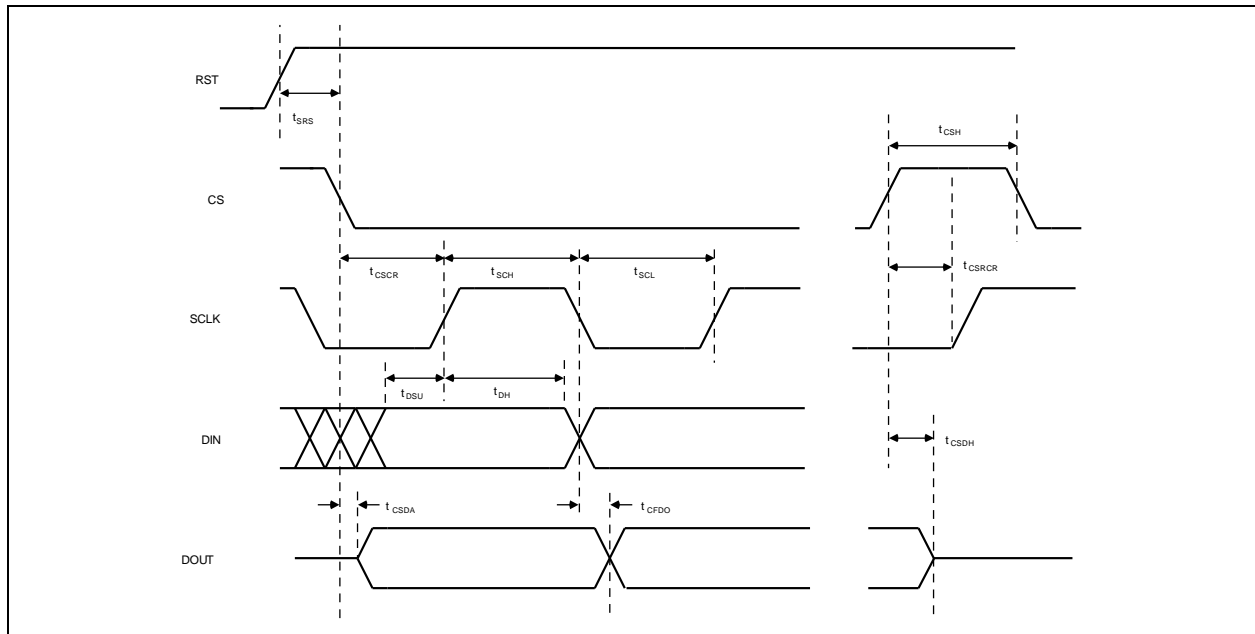 RST
tSRS
tCSH
CS
tCSCR
tSCH
tSCL
tCSRCR
SCLK
tDSU
tDH
DIN
tCSDH
tCSDA
tCFDO
DOUT